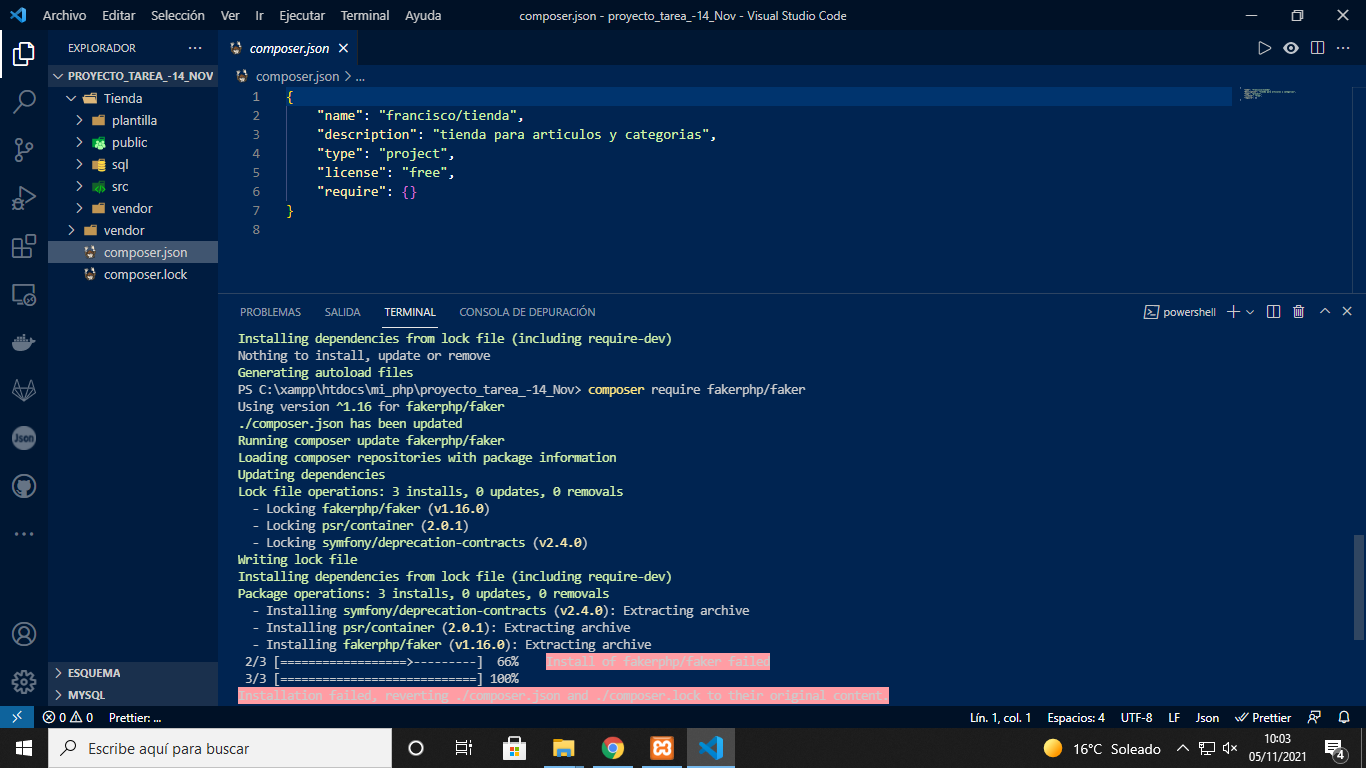 Archivo Editar Selección Ver Ir Ejecutar Terminal Ayuda composer.json - proyecto_tarea_-14_Nov - Visual Studio Code
EXPLORADOR
PROYECTO_TAREA_-14_NOV
Tienda
plantilla
public
sql
src
vendor
vendor
composer.json
composer.lock
ESQUEMA
MYSQL
Json
composer.json
composer.json > ...
1 {
2 "name": "francisco/tienda",
3 "description": "tienda para articulos y categorias",
4 "type": "project",
5 "license": "free",
6 "require": {}
7 }
8
PROBLEMAS SALIDA TERMINAL CONSOLA DE DEPURACIÓN powershell
Installing dependencies from lock file (including require-dev)
Nothing to install, update or remove
Generating autoload files
PS C:\xampp\htdocs\mi_php\proyecto_tarea_-14_Nov> composer require fakerphp/faker
Using version ^1.16 for fakerphp/faker
./composer.json has been updated
Running composer update fakerphp/faker
Loading composer repositories with package information
Updating dependencies
Lock file operations: 3 installs, 0 updates, 0 removals
- Locking fakerphp/faker (v1.16.0)
- Locking psr/container (2.0.1)
- Locking symfony/deprecation-contracts (v2.4.0)
Writing lock file
Installing dependencies from lock file (including require-dev)
Package operations: 3 installs, 0 updates, 0 removals
- Installing symfony/deprecation-contracts (v2.4.0): Extracting archive
- Installing psr/container (2.0.1): Extracting archive
- Installing fakerphp/faker (v1.16.0): Extracting archive
2/3 [==================>---------] 66% Install of fakerphp/faker failed
3/3 [============================] 100%
Installation failed, reverting ./composer.json and ./composer.lock to their original content.
0 0 Prettier: ... Lín. 1, col. 1 Espacios: 4 UTF-8 LF Json Prettier
Escribe aquí para buscar 16°C Soleado 10:03
05/11/2021 4